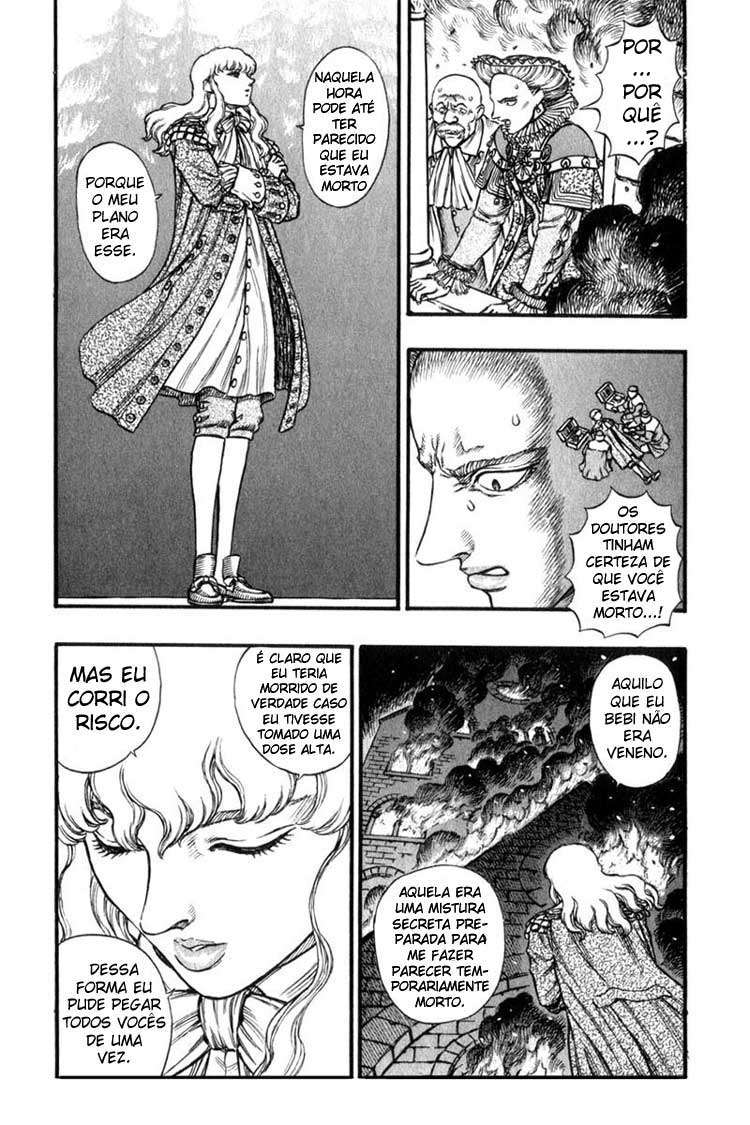 POR
...
POR
QUÊ
...?
NAQUELA
HORA
PODE ATÉ
TER
PARECIDO
QUE EU
ESTAVA
MORTO
PORQUE
O MEU
PLANO
ERA
ESSE.
OS
DOUTORES
TINHAM
CERTEZA
DE QUE VOCÊ
ESTAVA
MORTO...!
AQUILO
QUE EU
BEBI NÃO
ERA
VENENO.
AQUELA ERA
UMA MISTURA
SECRETA PRE-
PARADA PARA
ME FAZER
PARECER TEM-
PORARIAMENTE
MORTO.
É CLARO QUE
EU TERIA
MORRIDO DE
VERDADE CASO
EU TIVESSE
TOMADO UMA
DOSE ALTA.
MAS EU
CORRI O
RISCO.
DESSA
FORMA EU
PUDE PEGAR
TODOS VOCÊS
DE UMA
VEZ.